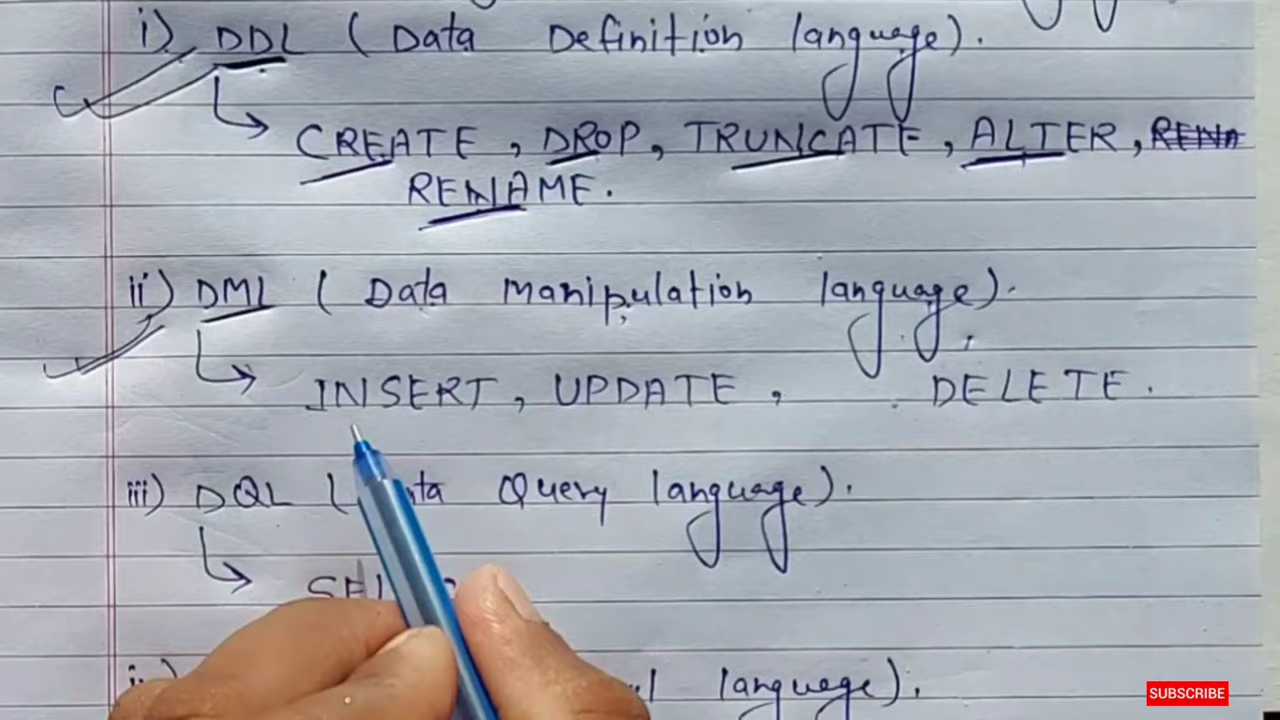 i) DDL ( Data Definition language).
CREATE, DROP, TRUNCATE, ALTER,
RENAME.
ii) DML ( Data Manipulation language).
INSERT, UPDATE, DELETE.
iii) DQL ( Query language).
language).
SUBSCRIBE